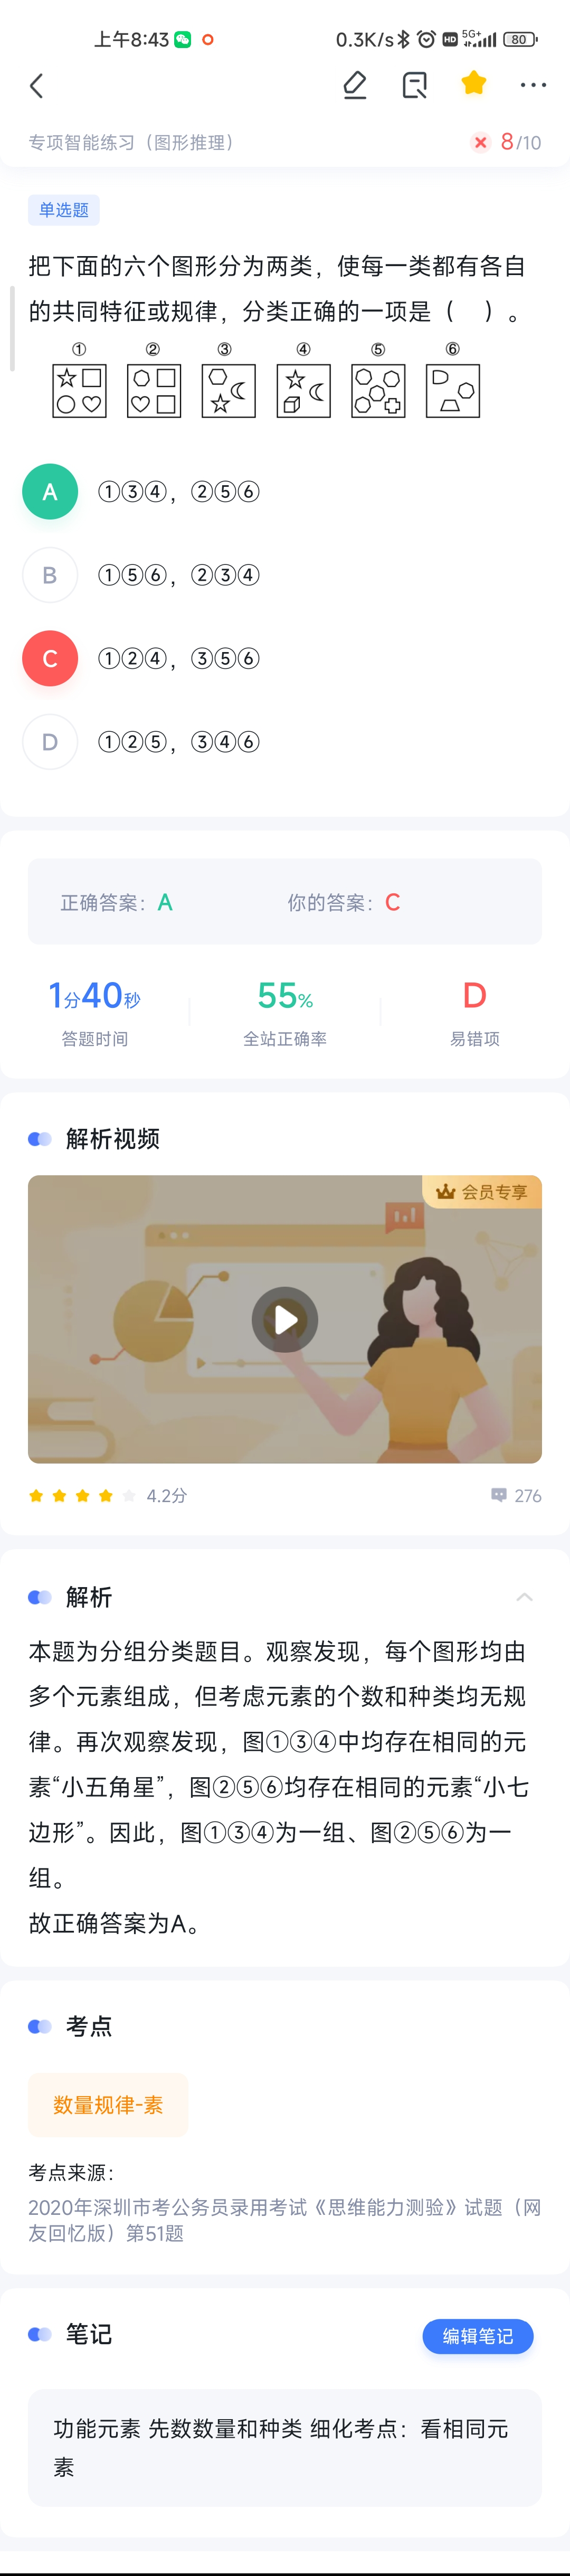 上午8:43
0.3K/s HD 5G+ 80
专项智能练习（图形推理）
8/10
单选题
把下面的六个图形分为两类，使每一类都有各自
的共同特征或规律，分类正确的一项是（ ）。
① ② ③ ④ ⑤ ⑥
A ①③④，②⑤⑥
B ①⑤⑥，②③④
C ①②④，③⑤⑥
D ①②⑤，③④⑥
正确答案：A 你的答案：C
1分40秒 55% D
答题时间 全站正确率 易错项
解析视频
会员专享
4.2分 276
解析
本题为分组分类题目。观察发现，每个图形均由
多个元素组成，但考虑元素的个数和种类均无规
律。再次观察发现，图①③④中均存在相同的元
素“小五角星”，图②⑤⑥均存在相同的元素“小七
边形”。因此，图①③④为一组、图②⑤⑥为一
组。
故正确答案为A。
考点
数量规律-素
考点来源：
2020年深圳市考公务员录用考试《思维能力测验》试题（网
友回忆版）第51题
笔记
编辑笔记
功能元素 先数数量和种类 细化考点：看相同元
素